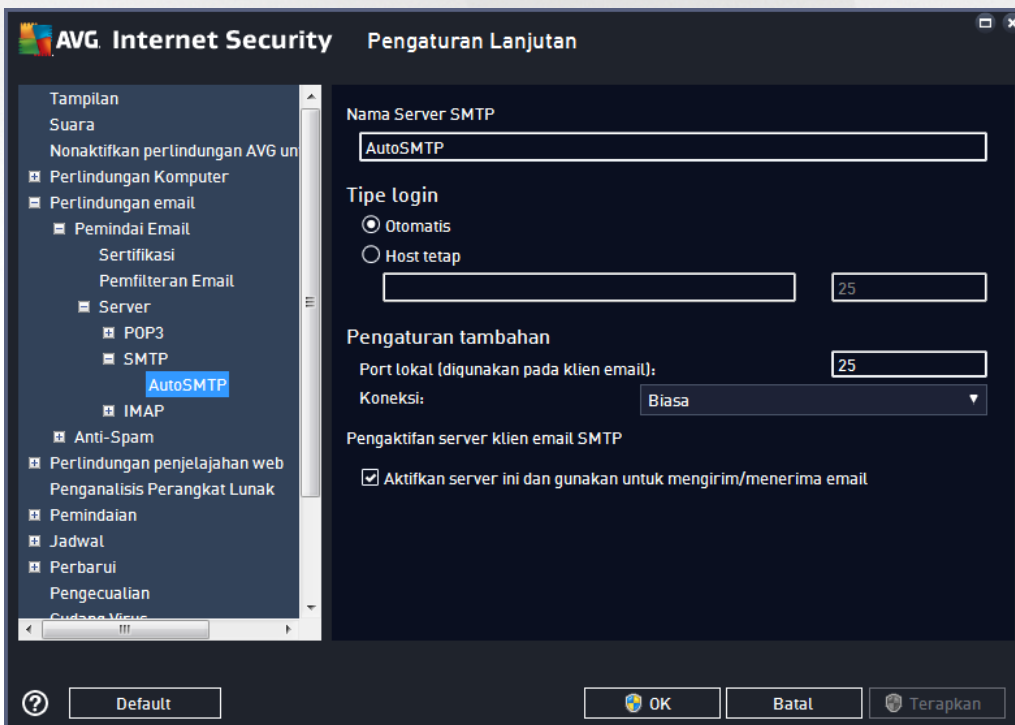 AVG. Internet Security Pengaturan Lanjutan
Tampilan
Suara
Nonaktifkan perlindungan AVG un
Perlindungan Komputer
Perlindungan email
Pemindai Email
Sertifikasi
Pemfilteran Email
Server
POP3
SMTP
AutoSMTP
IMAP
Anti-Spam
Perlindungan penjelajahan web
Penganalisis Perangkat Lunak
Pemindaian
Jadwal
Perbarui
Pengecualian
Gudang Virus
Nama Server SMTP
AutoSMTP
Tipe login
Otomatis
Host tetap
25
Pengaturan tambahan
Port lokal (digunakan pada klien email): 25
Koneksi: Biasa
Pengaktifan server klien email SMTP
Aktifkan server ini dan gunakan untuk mengirim/menerima email
? Default OK Batal Terapkan